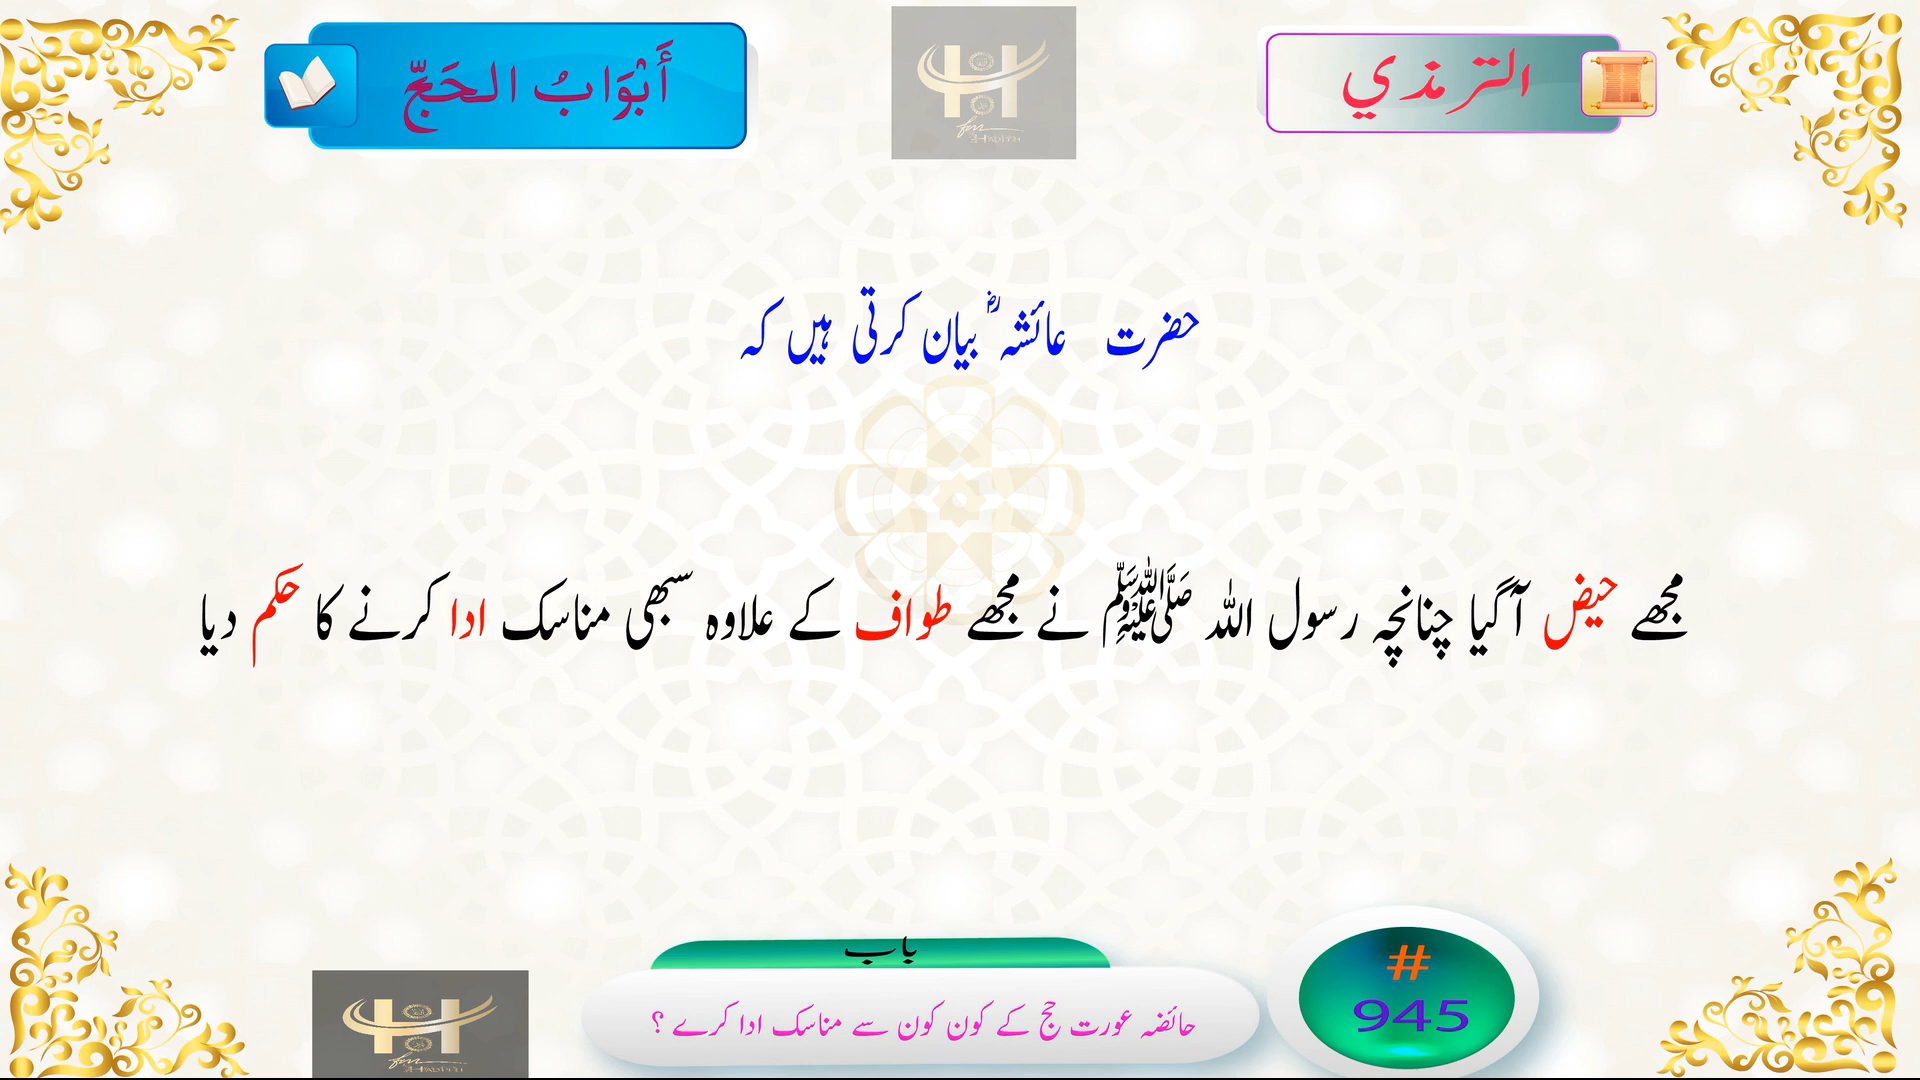 الترمذي
أَبْوَابُ الحَجّ
حضرت عائشہؓ بیان کرتی ہیں کہ
مجھے حیض آگیا چنانچہ رسول اللہ ﷺ نے مجھے طواف کے علاوہ سبھی مناسک ادا کرنے کا حکم دیا
باب
حائضہ عورت حج کے کون کون سے مناسک ادا کرے ؟
#
945